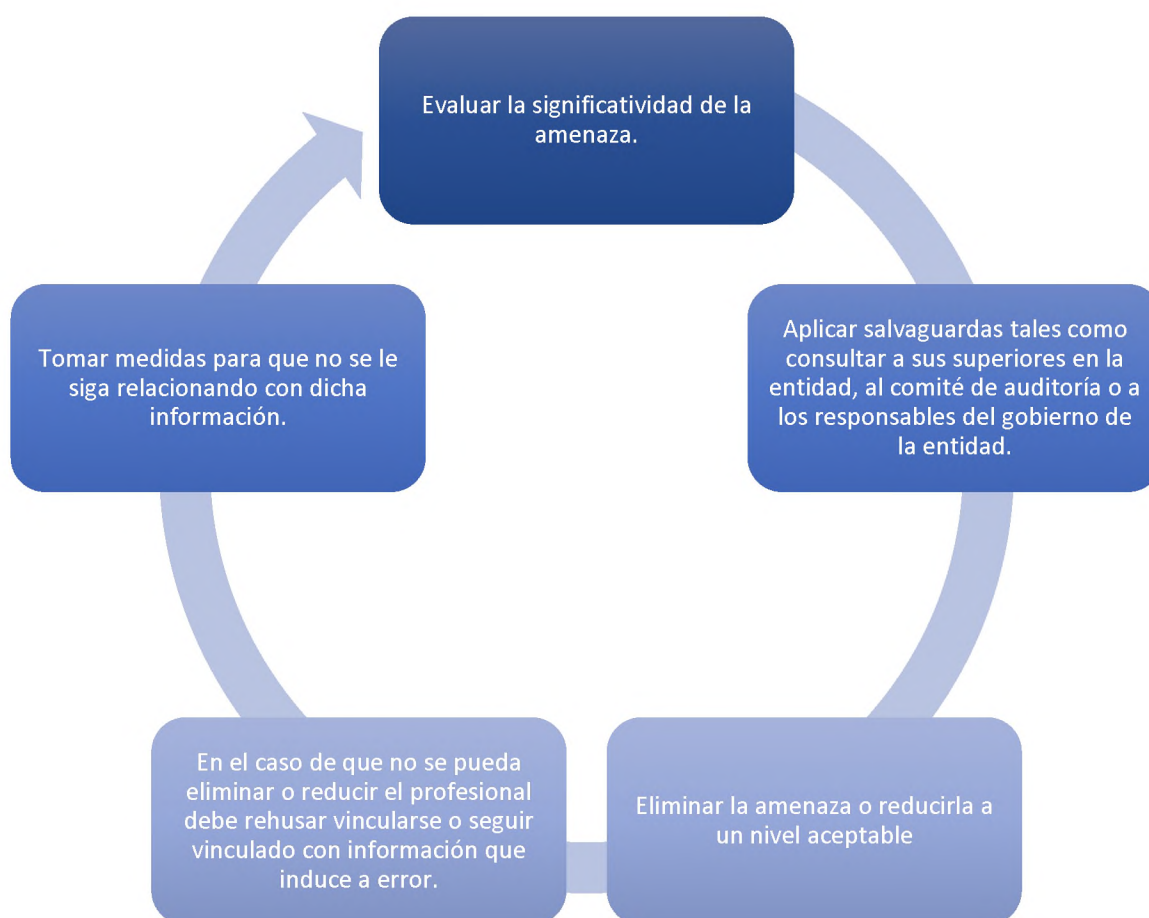 Evaluar la significatividad de la
amenaza.
Aplicar salvaguardas tales como
consultar a sus superiores en la
entidad, al comité de auditoría o a
los responsables del gobierno de
la entidad.
Eliminar la amenaza o reducirla a
un nivel aceptable
En el caso de que no se pueda
eliminar o reducir el profesional
debe rehusar vincularse o seguir
vinculado con información que
induce a error.
Tomar medidas para que no se le
siga relacionando con dicha
información.